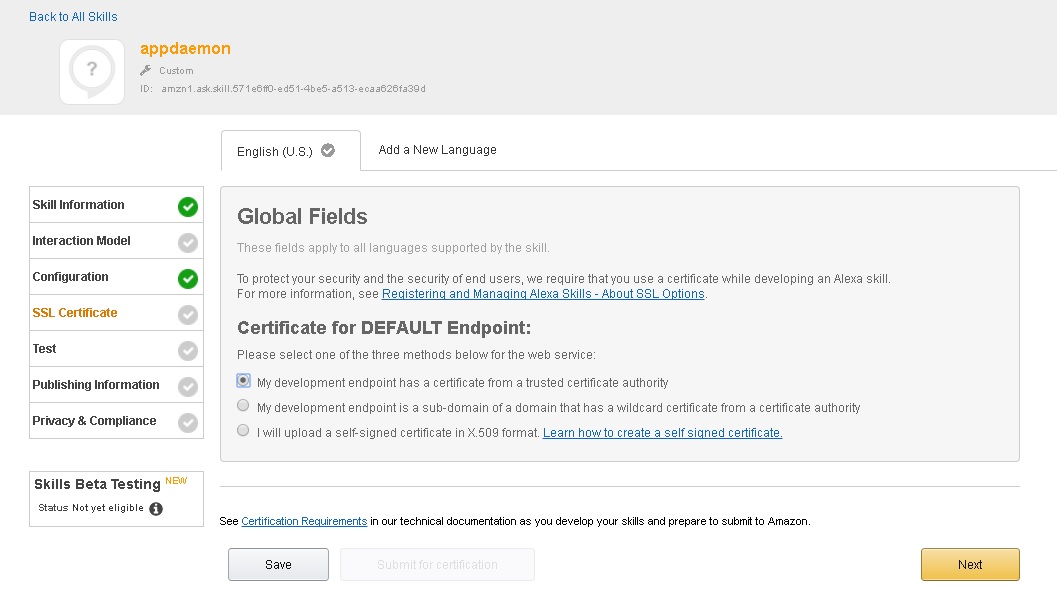 Back to All Skills
?
appdaemon
Custom
ID: amzn1.ask.skill.571e6ff0-ed51-4be5-a513-ecaa626fa39d
English (U.S.)
Add a New Language
Skill Information
Interaction Model
Configuration
SSL Certificate
Test
Publishing Information
Privacy & Compliance
Skills Beta Testing NEW
Status: Not yet eligible
Global Fields
These fields apply to all languages supported by the skill.
To protect your security and the security of end users, we require that you use a certificate while developing an Alexa skill.
For more information, see Registering and Managing Alexa Skills - About SSL Options.
Certificate for DEFAULT Endpoint:
Please select one of the three methods below for the web service:
My development endpoint has a certificate from a trusted certificate authority
My development endpoint is a sub-domain of a domain that has a wildcard certificate from a certificate authority
I will upload a self-signed certificate in X.509 format. Learn how to create a self signed certificate.
See Certification Requirements in our technical documentation as you develop your skills and prepare to submit to Amazon.
Save
Submit for certification
Next